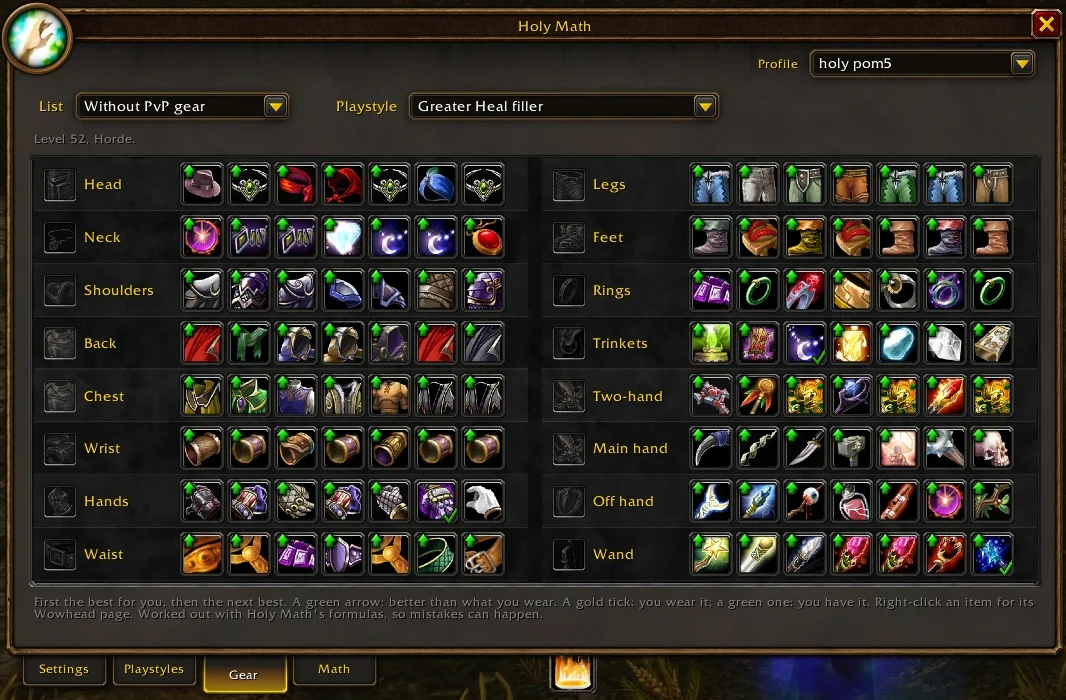 Holy Math
Profile holy pom5
List Without PvP gear Playstyle Greater Heal filler
Level 52, Horde.
Head Legs
Neck Feet
Shoulders Rings
Back Trinkets
Chest Two-hand
Wrist Main hand
Hands Off hand
Waist Wand
First the best for you, then the next best. A green arrow: better than what you wear. A gold tick: you wear it; a green one: you have it. Right-click an item for its
Wowhead page. Worked out with Holy Math's formulas, so mistakes can happen.
Settings Playstyles Gear Math